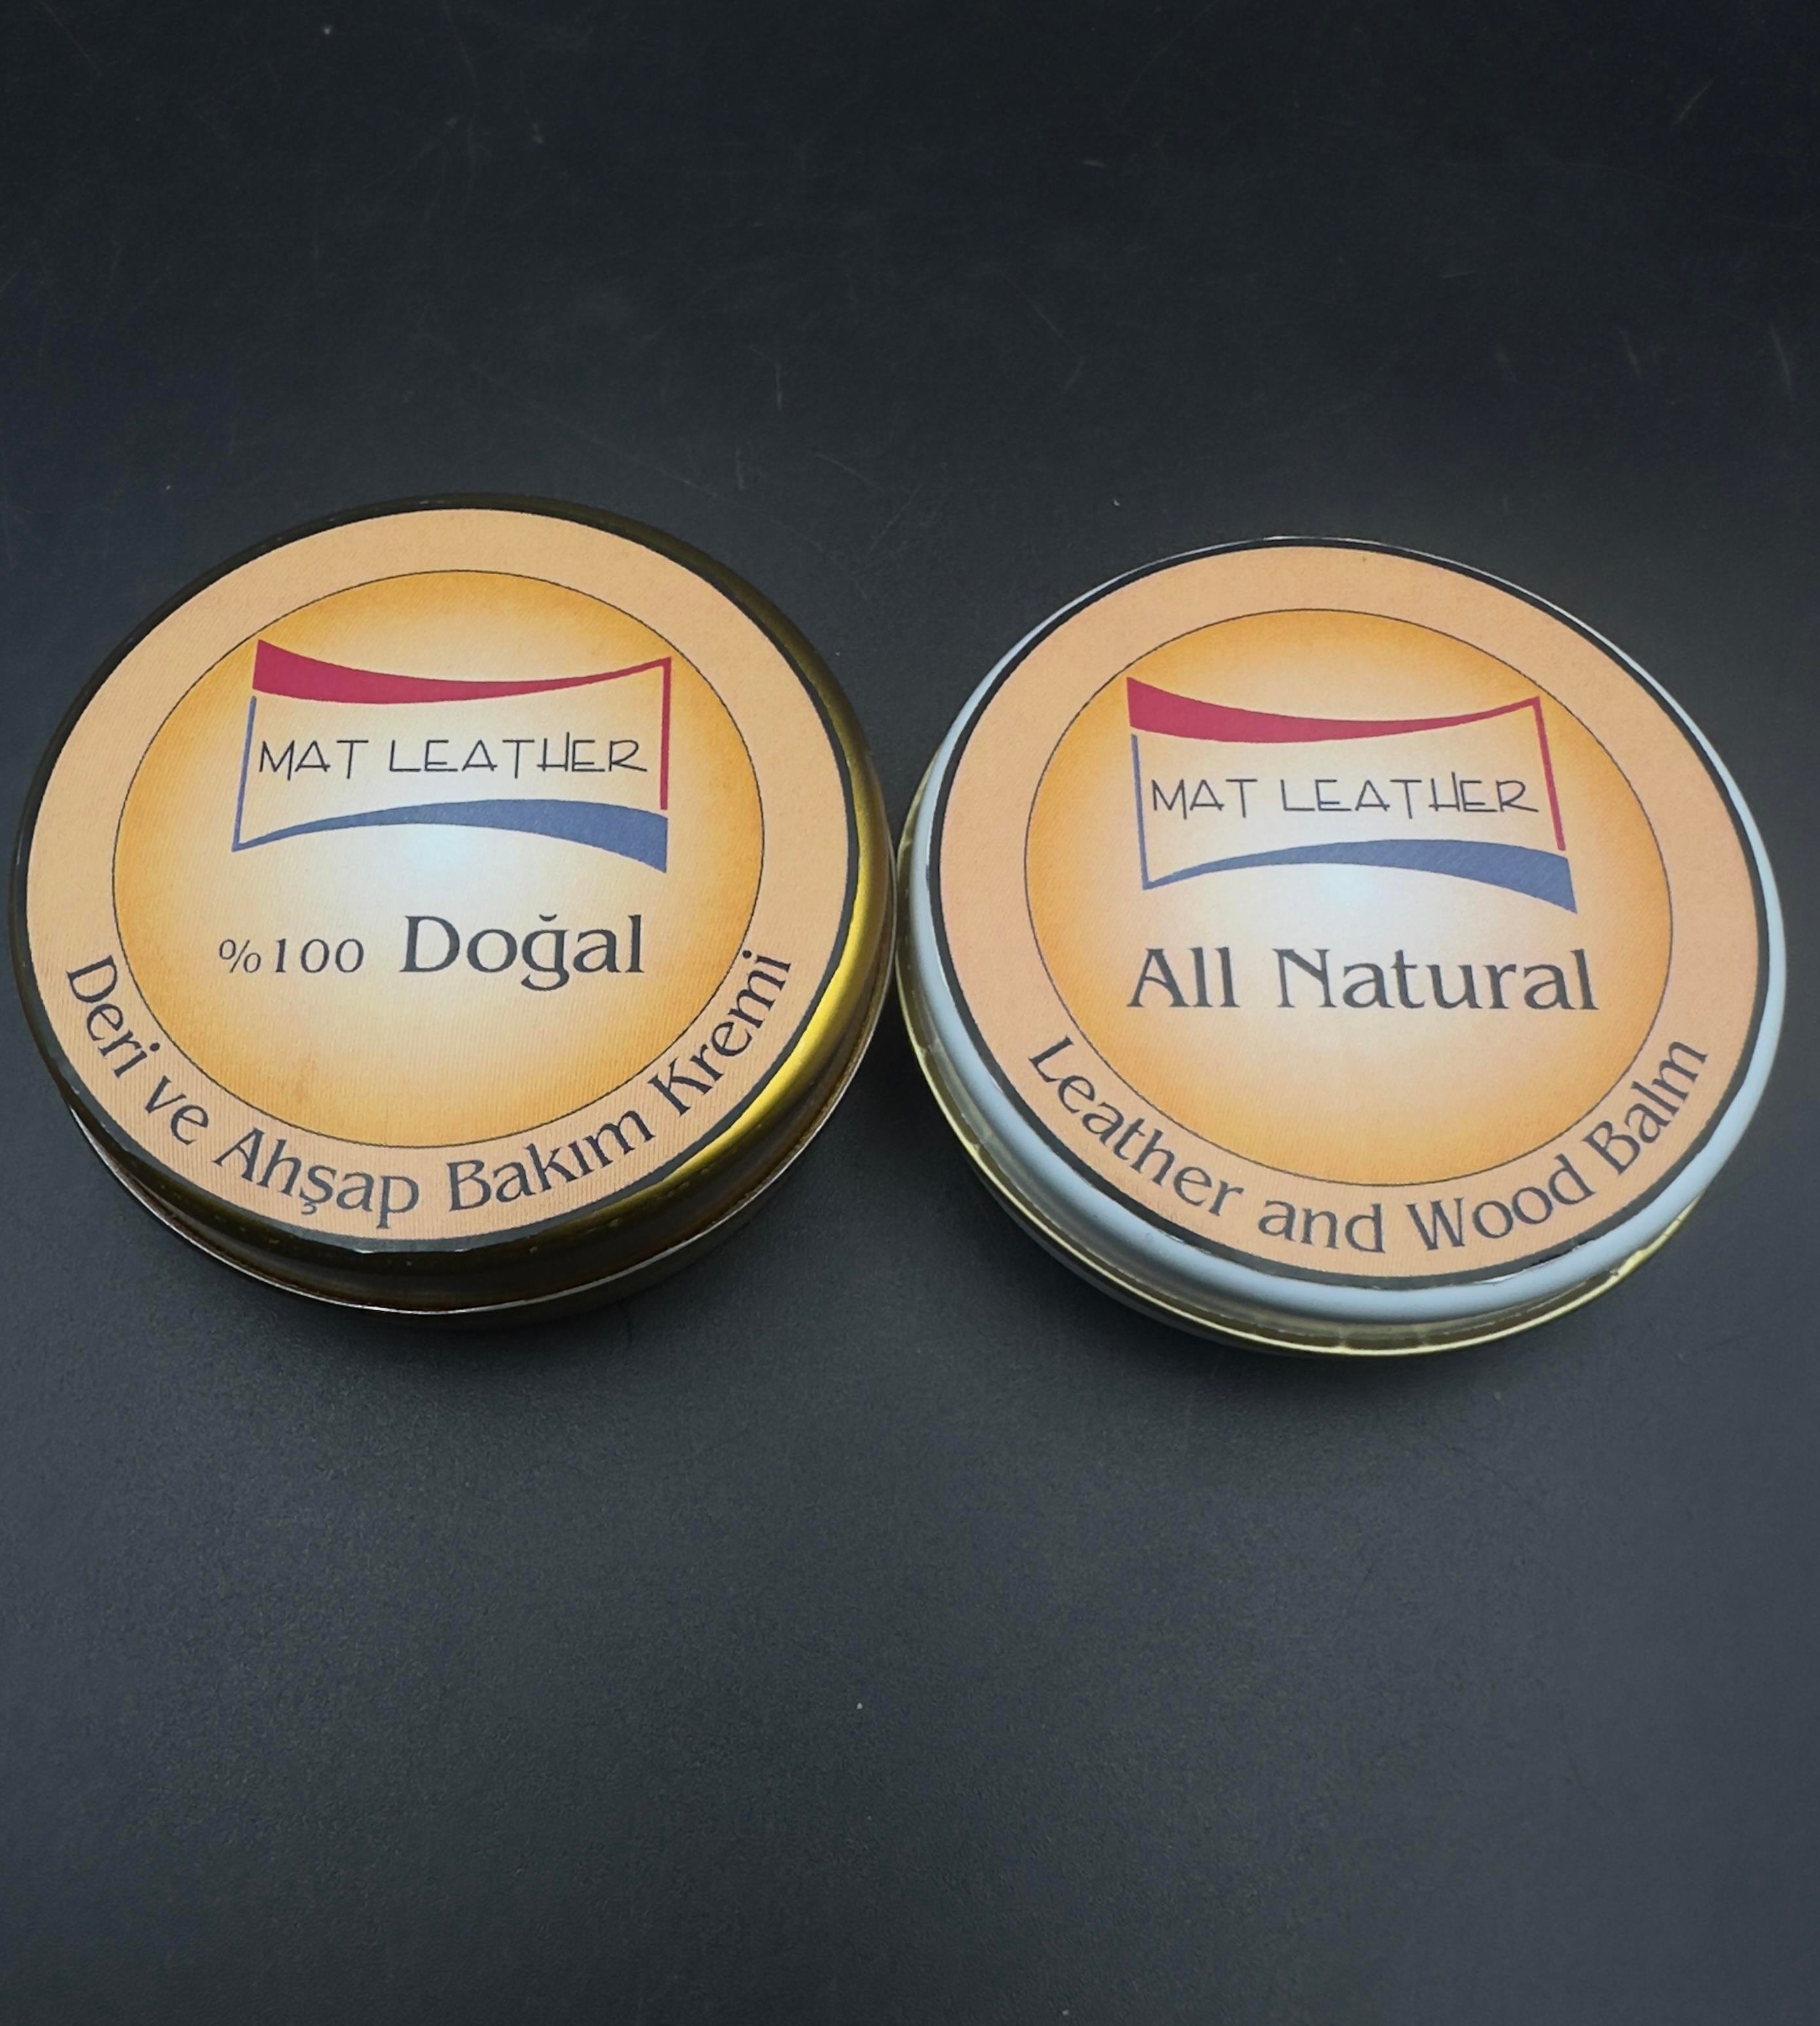 MAT LEATHER
%100 Doğal
Deri ve Ahşap Bakım Kremi
MAT LEATHER
All Natural
Leather and Wood Balm